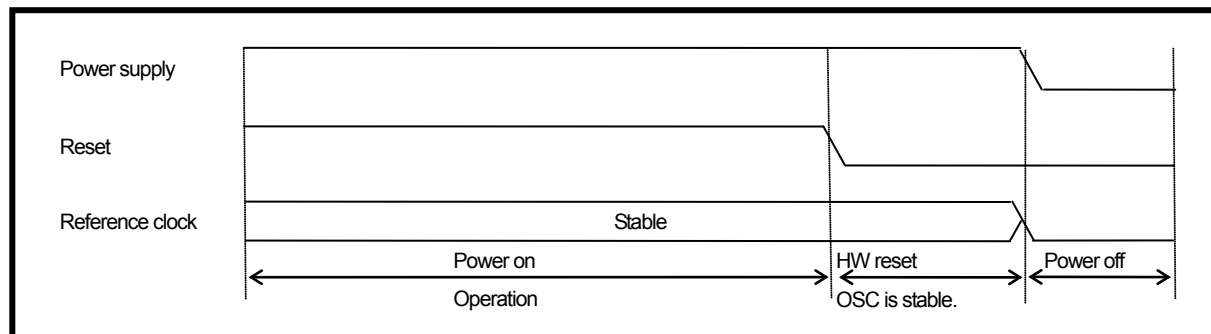 Power supply
Reset
Reference clock
Stable
Power on
HW reset
Power off
Operation
OSC is stable.